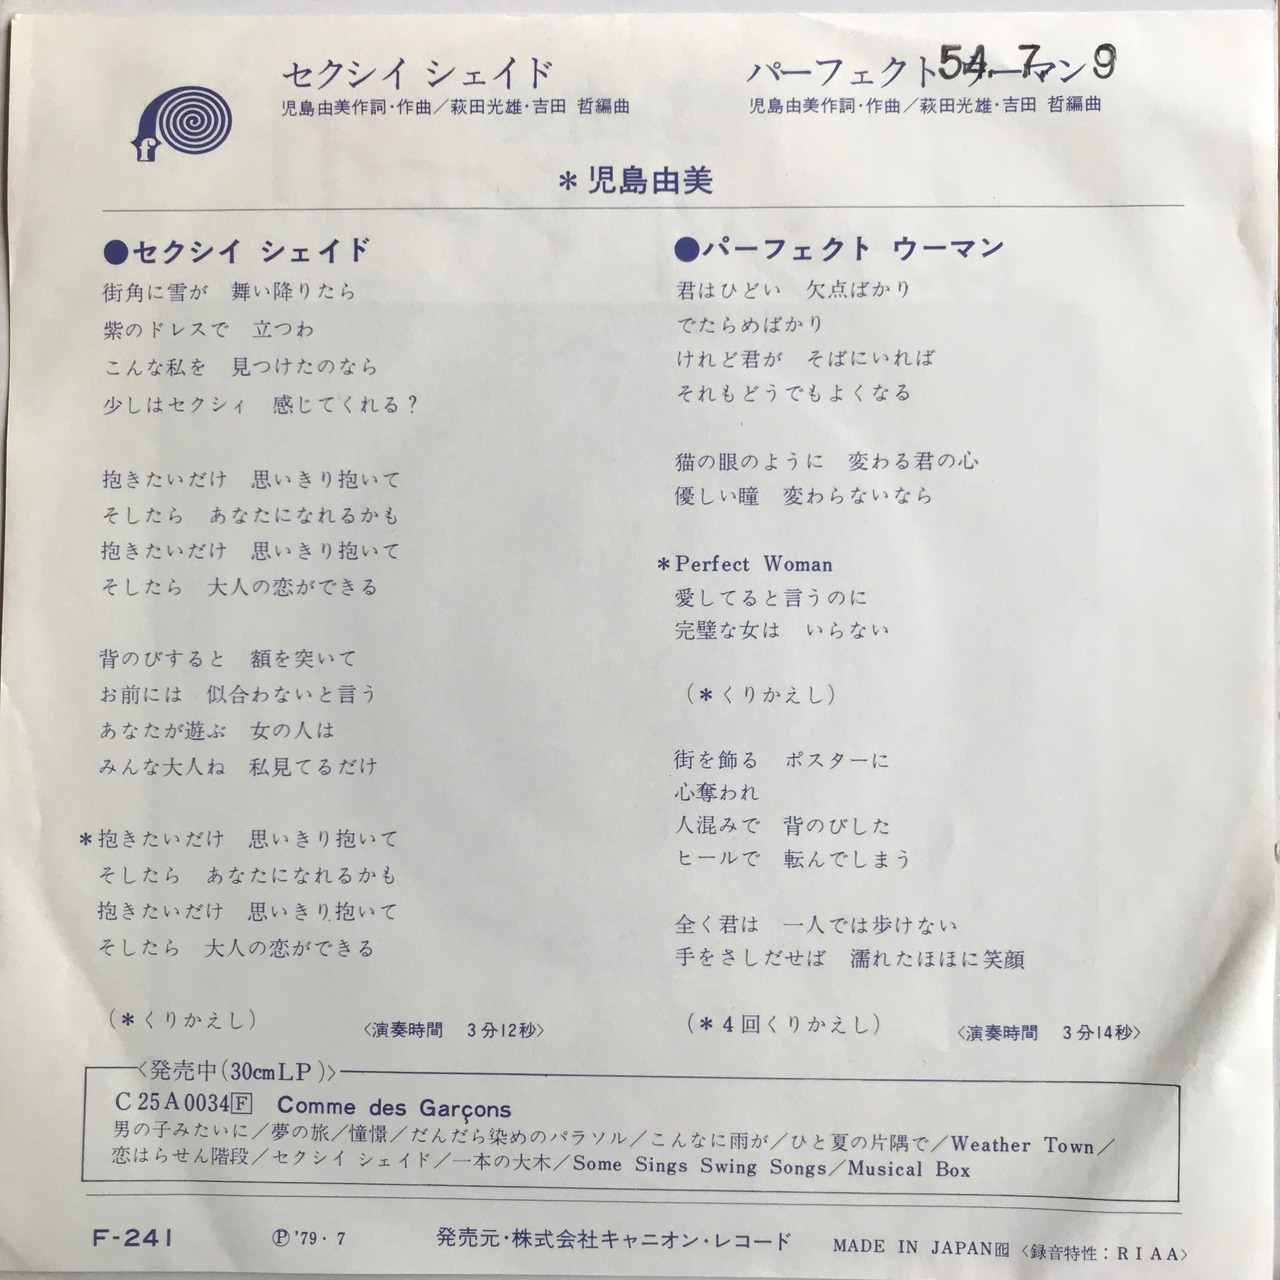 セクシイ シェイド
児島由美作詞・作曲／萩田光雄・吉田 哲編曲
パーフェクト ウーマン
54. 7. 9
児島由美作詞・作曲／萩田光雄・吉田 哲編曲
f
＊児島由美
●セクシイ シェイド
街角に雪が　舞い降りたら
紫のドレスで　立つわ
こんな私を　見つけたのなら
少しはセクシィ　感じてくれる？
抱きたいだけ　思いきり抱いて
そしたら　あなたになれるかも
抱きたいだけ　思いきり抱いて
そしたら　大人の恋ができる
背のびすると　額を突いて
お前には　似合わないと言う
あなたが遊ぶ　女の人は
みんな大人ね　私見てるだけ
＊抱きたいだけ　思いきり抱いて
そしたら　あなたになれるかも
抱きたいだけ　思いきり抱いて
そしたら　大人の恋ができる
（＊くりかえし）
〈演奏時間　3分12秒〉
●パーフェクト ウーマン
君はひどい　欠点ばかり
でたらめばかり
けれど君が　そばにいれば
それもどうでもよくなる
猫の眼のように　変わる君の心
優しい瞳　変わらないなら
＊Perfect Woman
愛してると言うのに
完璧な女は　いらない
（＊くりかえし）
街を飾る　ポスターに
心奪われ
人混みで　背のびした
ヒールで　転んでしまう
全く君は　一人では歩けない
手をさしだせば　濡れたほほに笑顔
（＊4回くりかえし）
〈演奏時間　3分14秒〉
〈発売中（30cmLP）〉
C25A0034F Comme des Garçons
男の子みたいに／夢の旅／憧憬／だんだら染めのパラソル／こんなに雨が／ひと夏の片隅で／Weather Town／
恋はらせん階段／セクシイ シェイド／一本の大木／Some Sings Swing Songs／Musical Box
F-241
Ⓟ'79・7
発売元・株式会社キャニオン・レコード
MADE IN JAPAN
〈録音特性：RIAA〉